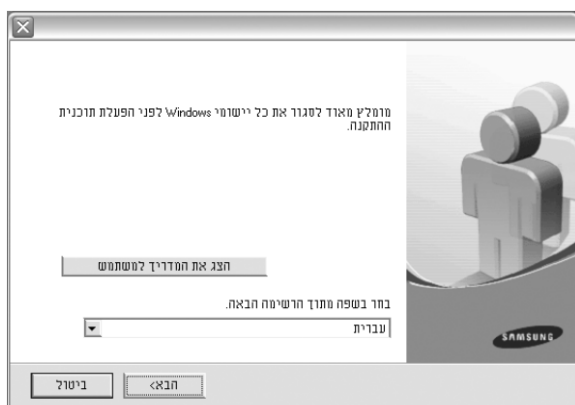 מומלץ מאוד לסגור את כל יישומי Windows לפני הפעלת תוכנית
ההתקנה.
הצג את המדריך למשתמש
בחר בשפה מתוך הרשימה הבאה.
עברית
SAMSUNG
הבא>
ביטול